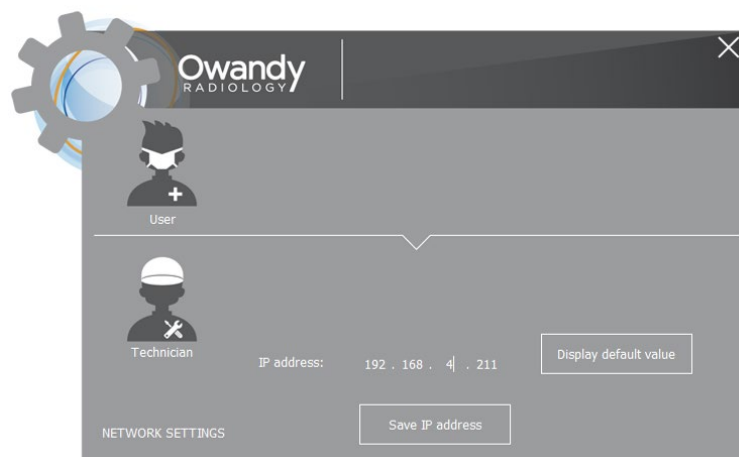 Owandy
RADIOLOGY
User
Technician
IP address:
192 . 168 . 4 . 211
Display default value
Save IP address
NETWORK SETTINGS